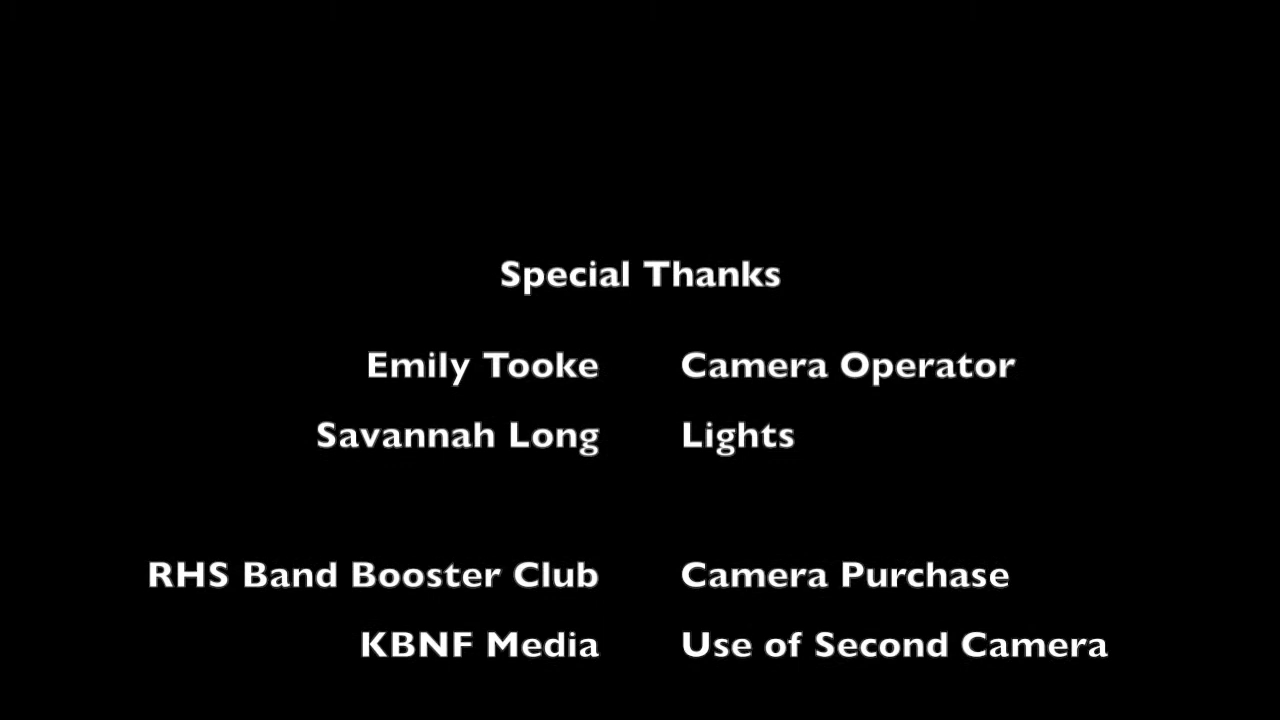 Special Thanks
Emily Tooke Camera Operator
Savannah Long Lights
RHS Band Booster Club Camera Purchase
KBNF Media Use of Second Camera